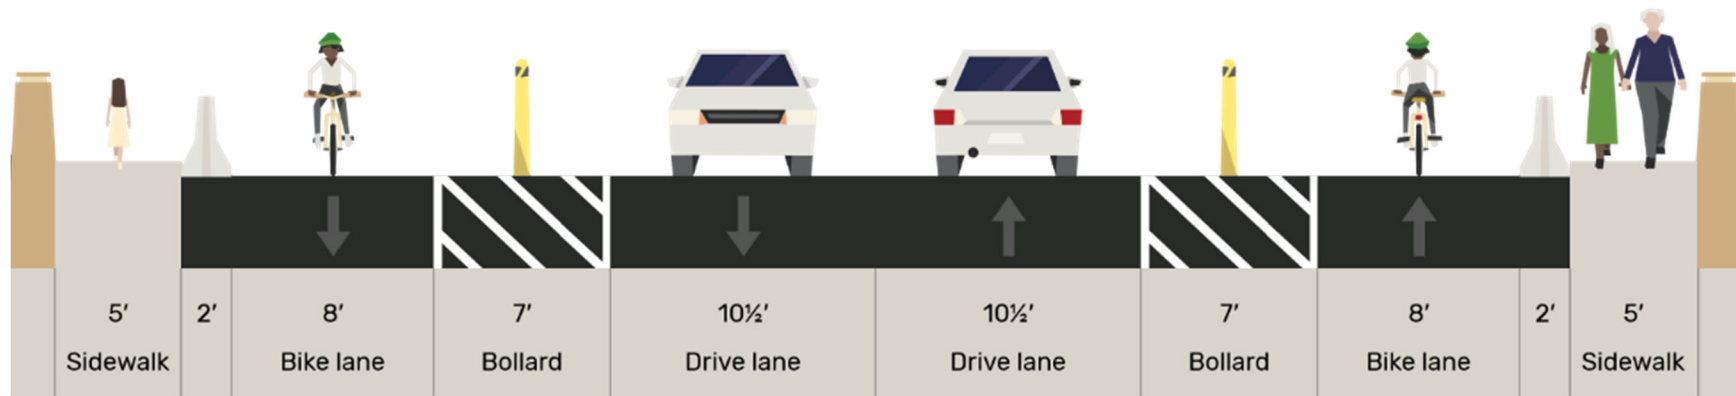 5′ 2′ 8′ 7′ 10½′ 10½′ 7′ 8′ 2′ 5′
Sidewalk Bike lane Bollard Drive lane Drive lane Bollard Bike lane Sidewalk